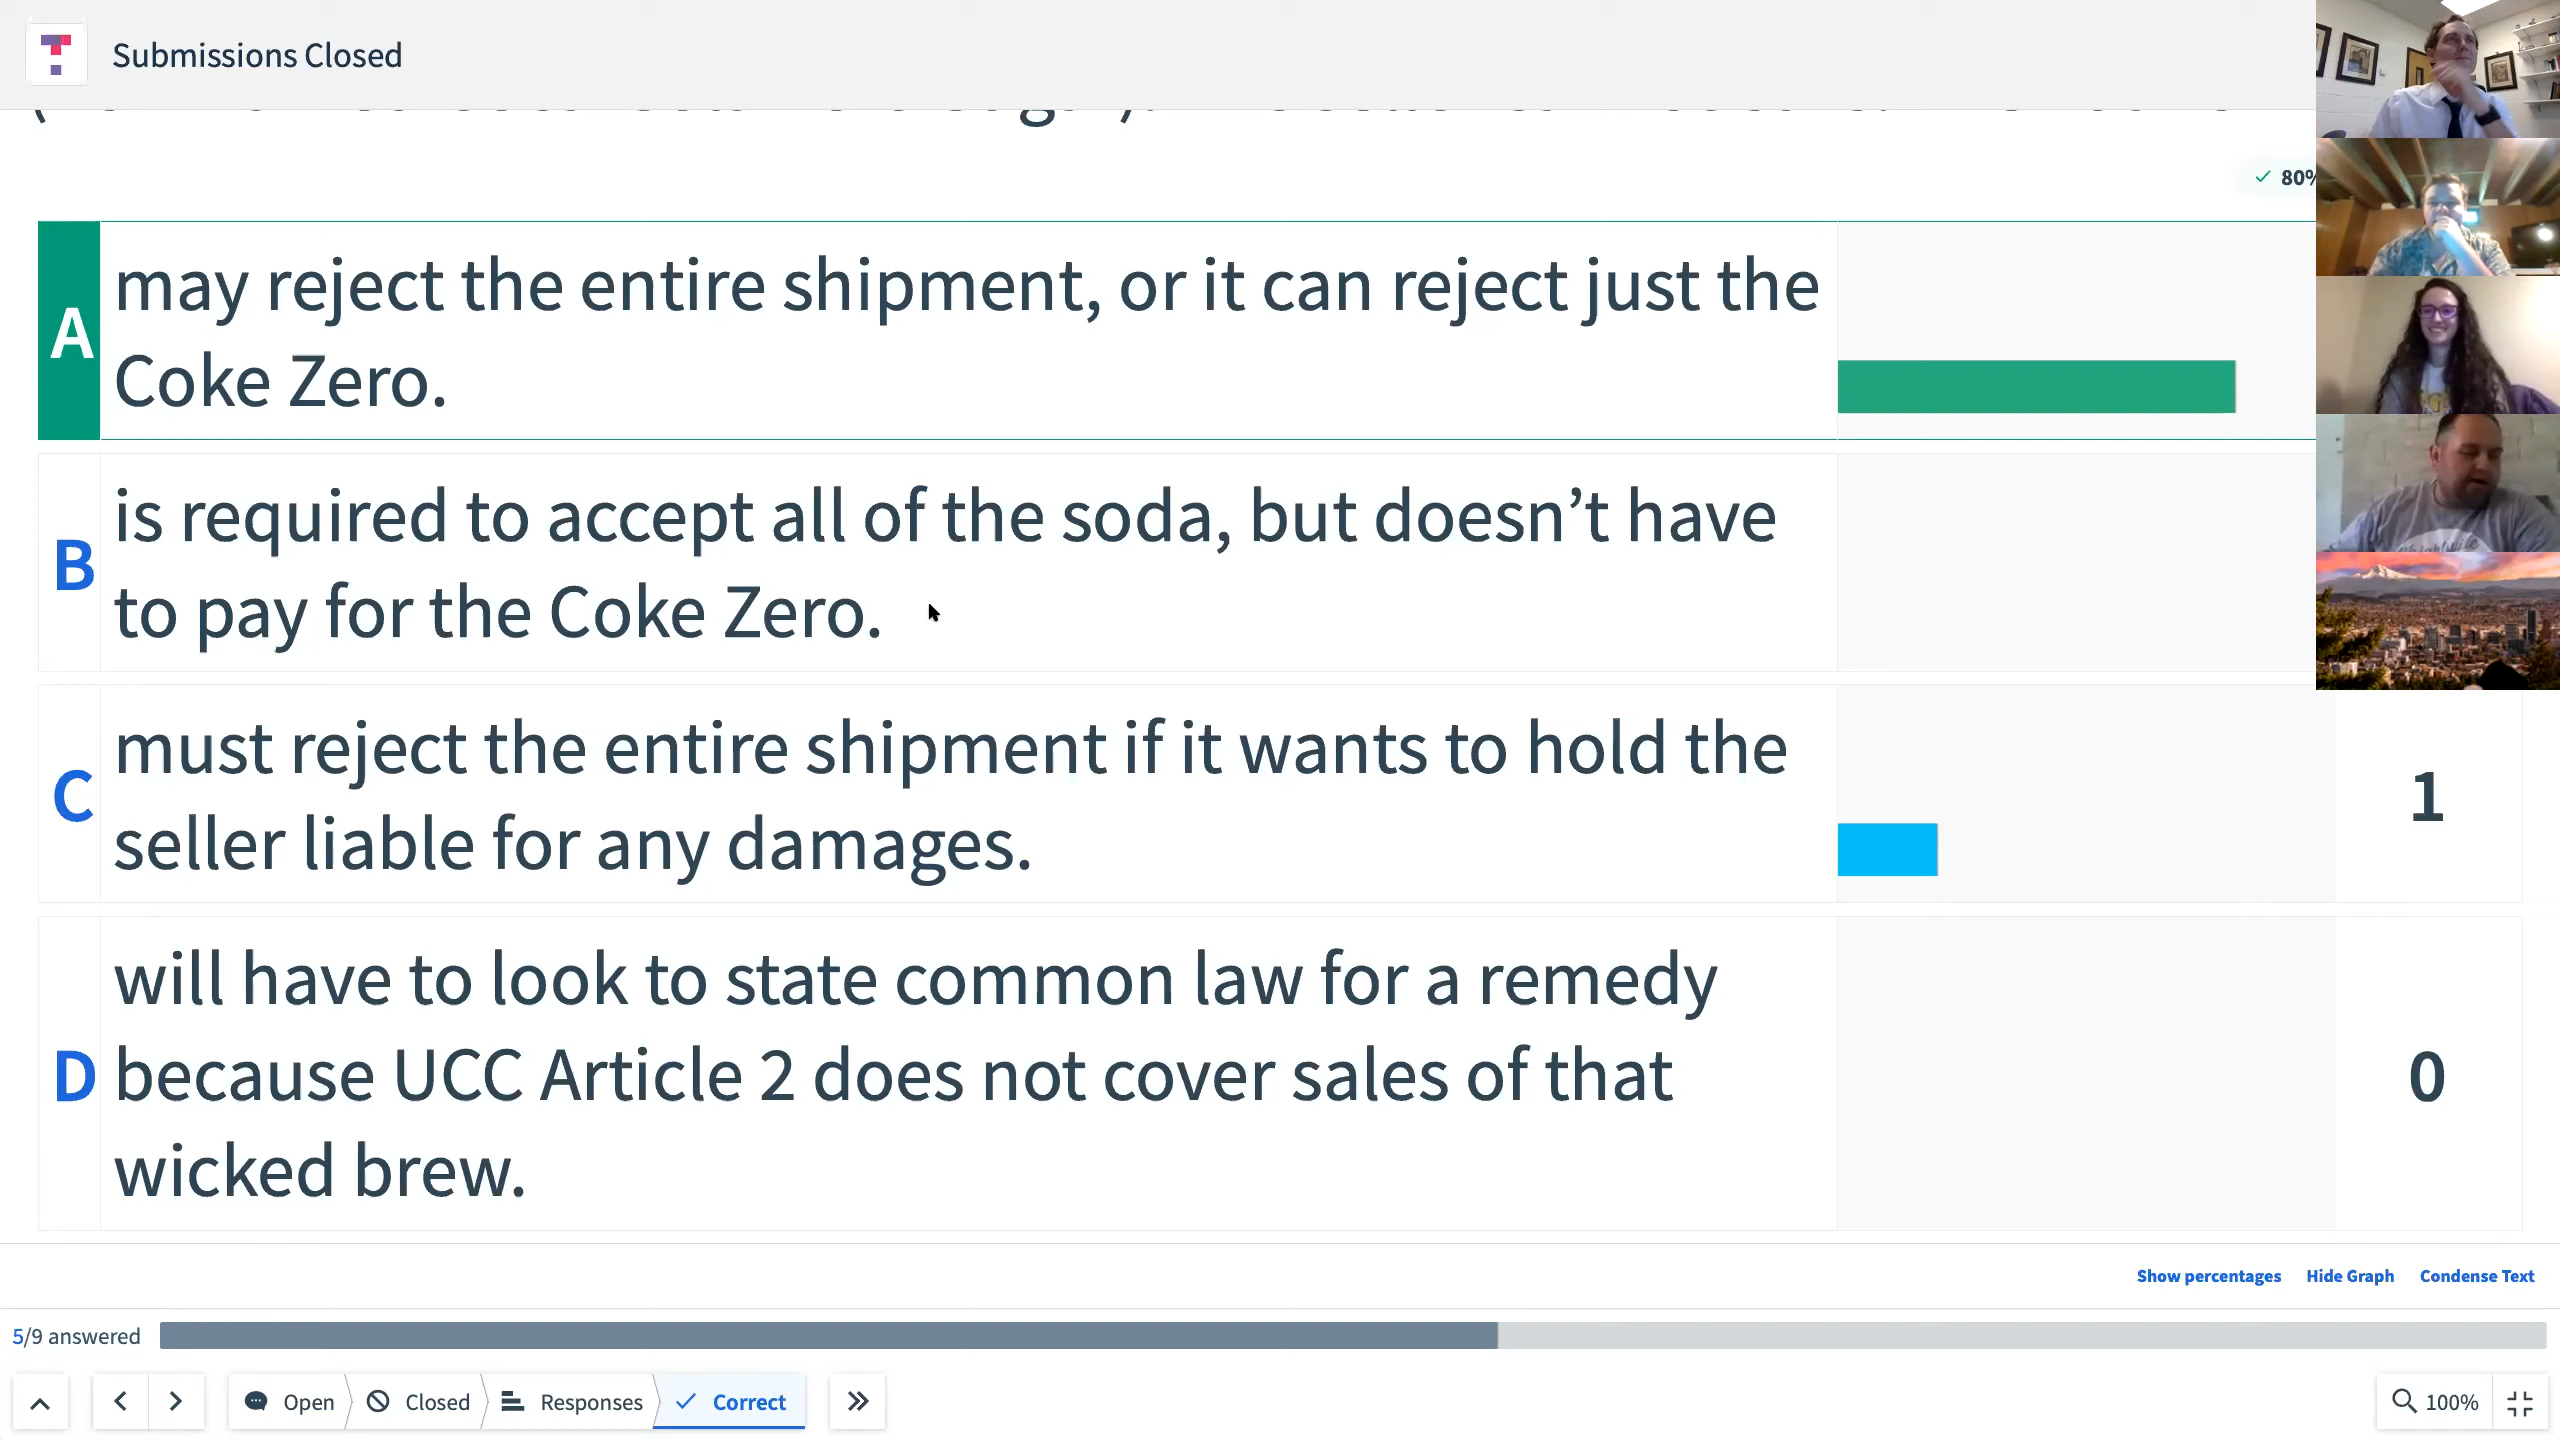 Submissions Closed
80%
A
may reject the entire shipment, or it can reject just the
Coke Zero.
B
is required to accept all of the soda, but doesn’t have
to pay for the Coke Zero.
C
must reject the entire shipment if it wants to hold the
seller liable for any damages.
1
D
will have to look to state common law for a remedy
because UCC Article 2 does not cover sales of that
wicked brew.
0
Show percentages Hide Graph Condense Text
5/9 answered
Open Closed Responses Correct 100%